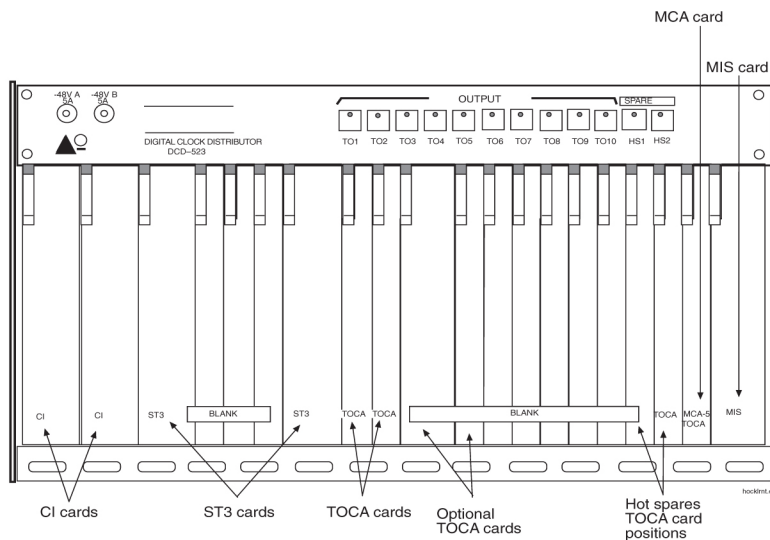 MCA card
MIS card
-48V A
5A
-48V B
5A
OUTPUT
SPARE
DIGITAL CLOCK DISTRIBUTOR
DCD–523
TO1 TO2 TO3 TO4 TO5 TO6 TO7 TO8 TO9 TO10 HS1 HS2
CI CI ST3 BLANK ST3 TOCA TOCA BLANK TOCA MCA-5 MIS
TOCA
CI cards
ST3 cards
TOCA cards
Optional
TOCA cards
Hot spares
TOCA card
positions